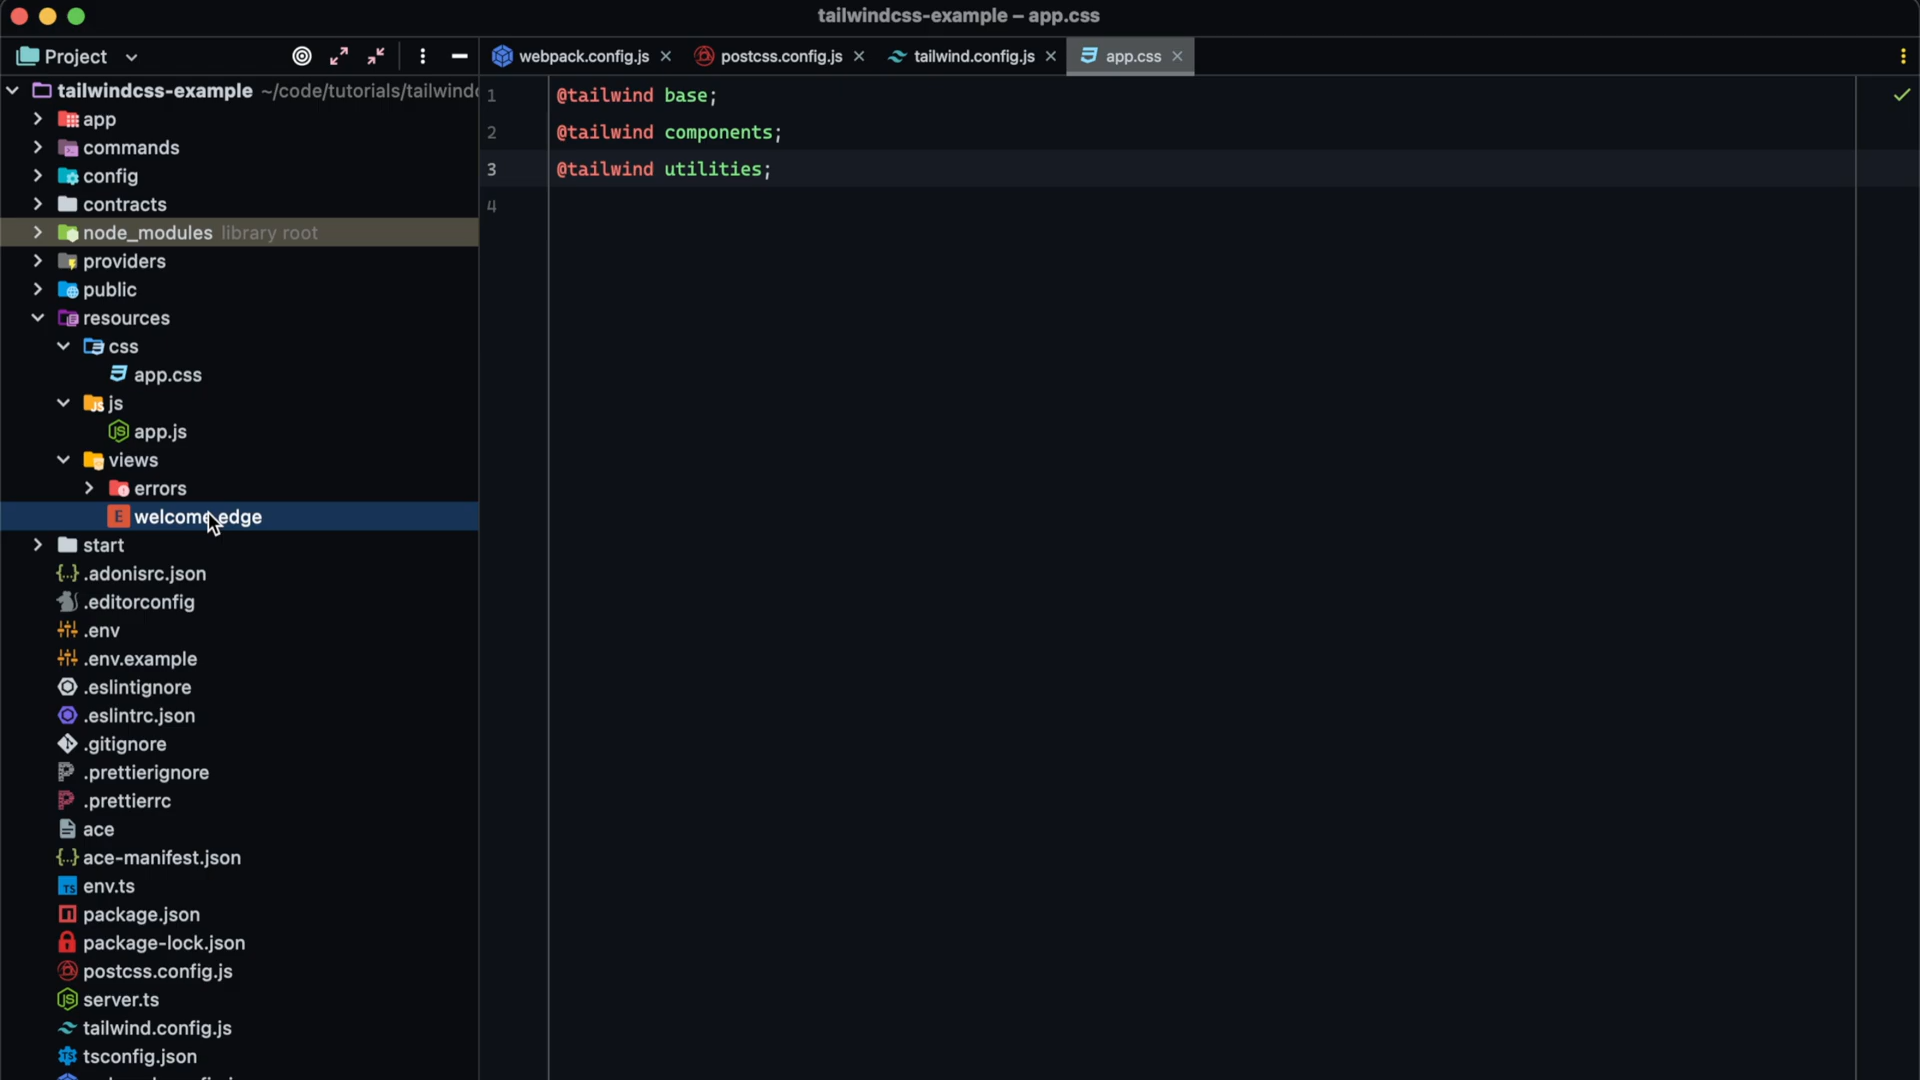 tailwindcss-example – app.css
Project
webpack.config.js
postcss.config.js
tailwind.config.js
app.css
tailwindcss-example ~/code/tutorials/tailwindc
app
commands
config
contracts
node_modules library root
providers
public
resources
css
app.css
js
app.js
views
errors
welcome.edge
start
.adonisrc.json
.editorconfig
.env
.env.example
.eslintignore
.eslintrc.json
.gitignore
.prettierignore
.prettierrc
ace
ace-manifest.json
env.ts
package.json
package-lock.json
postcss.config.js
server.ts
tailwind.config.js
tsconfig.json
1 @tailwind base;
2 @tailwind components;
3 @tailwind utilities;
4